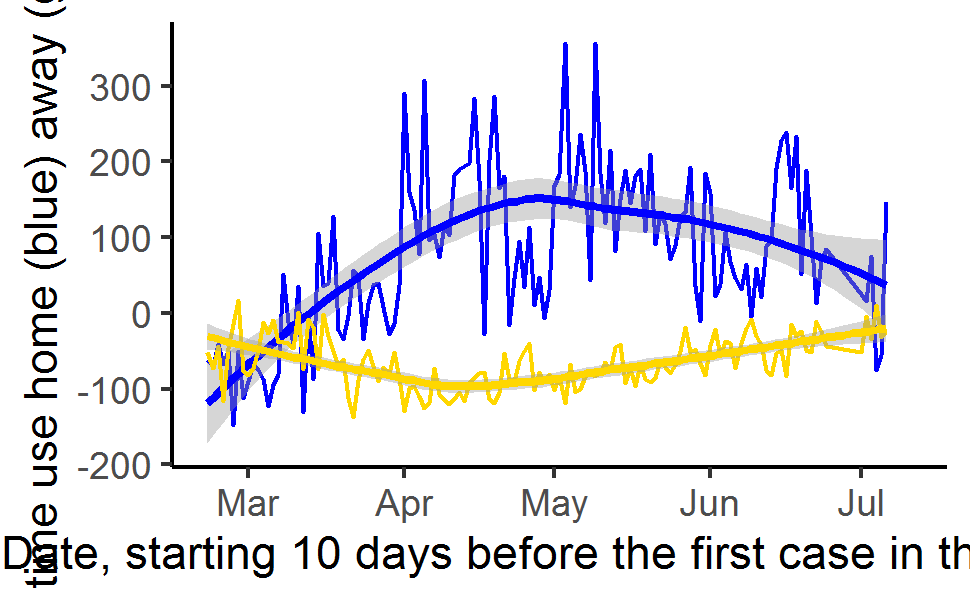 time use home (blue) away (
300
200
100
0
-100
-200
Mar Apr May Jun Jul
Date, starting 10 days before the first case in th